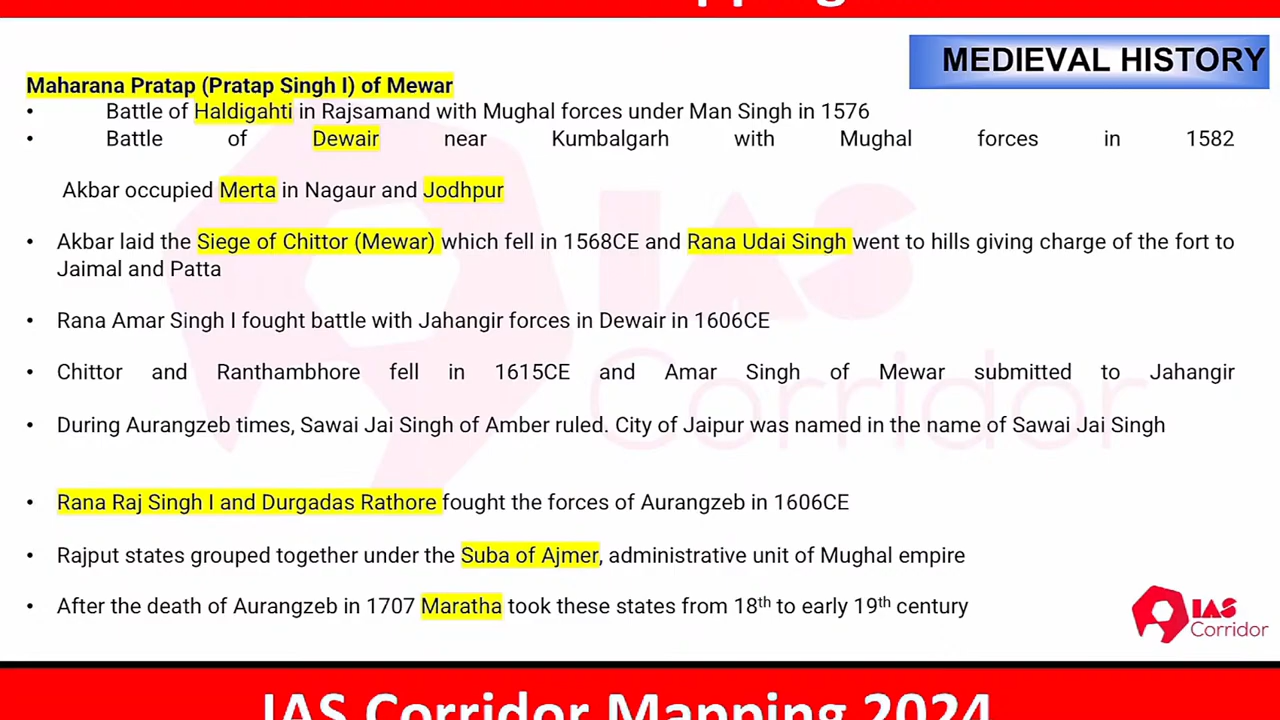 MEDIEVAL HISTORY
Maharana Pratap (Pratap Singh I) of Mewar
• Battle of Haldigahti in Rajsamand with Mughal forces under Man Singh in 1576
• Battle of Dewair near Kumbalgarh with Mughal forces in 1582
Akbar occupied Merta in Nagaur and Jodhpur
• Akbar laid the Siege of Chittor (Mewar) which fell in 1568CE and Rana Udai Singh went to hills giving charge of the fort to
Jaimal and Patta
• Rana Amar Singh I fought battle with Jahangir forces in Dewair in 1606CE
• Chittor and Ranthambhore fell in 1615CE and Amar Singh of Mewar submitted to Jahangir
• During Aurangzeb times, Sawai Jai Singh of Amber ruled. City of Jaipur was named in the name of Sawai Jai Singh
• Rana Raj Singh I and Durgadas Rathore fought the forces of Aurangzeb in 1606CE
• Rajput states grouped together under the Suba of Ajmer, administrative unit of Mughal empire
• After the death of Aurangzeb in 1707 Maratha took these states from 18th to early 19th century
IAS
Corridor
IAS
Corridor
IAS Corridor Mapping 2024